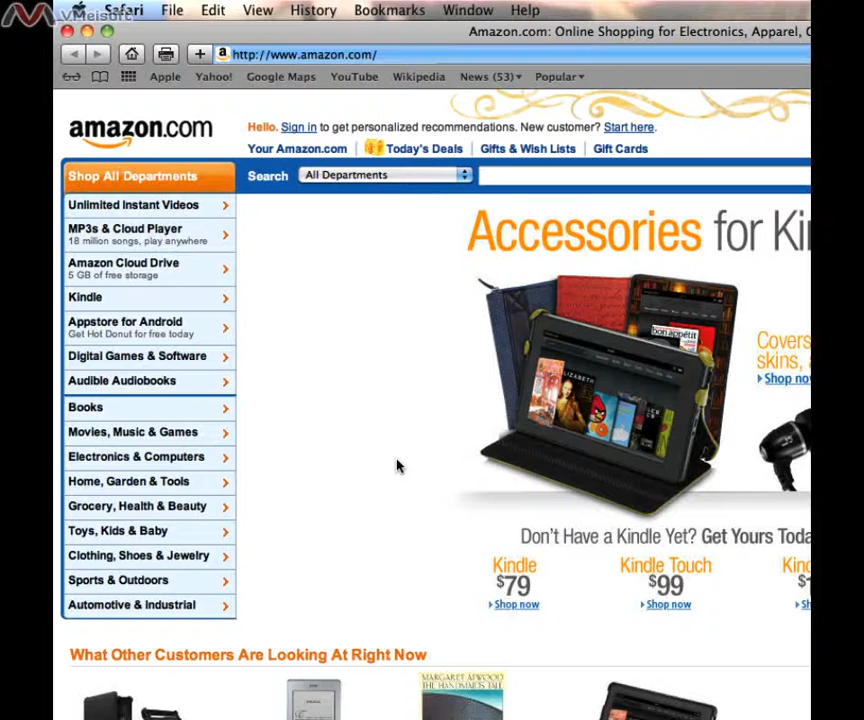 VMeisoft
Safari File Edit View History Bookmarks Window Help
Amazon.com: Online Shopping for Electronics, Apparel,
http://www.amazon.com/
Apple Yahoo! Google Maps YouTube Wikipedia News (53) Popular
amazon.com
Hello. Sign in to get personalized recommendations. New customer? Start here.
Your Amazon.com Today's Deals Gifts & Wish Lists Gift Cards
Shop All Departments
Search All Departments
Unlimited Instant Videos
MP3s & Cloud Player
18 million songs, play anywhere
Amazon Cloud Drive
5 GB of free storage
Kindle
Appstore for Android
Get Hot Donut for free today
Digital Games & Software
Audible Audiobooks
Books
Movies, Music & Games
Electronics & Computers
Home, Garden & Tools
Grocery, Health & Beauty
Toys, Kids & Baby
Clothing, Shoes & Jewelry
Sports & Outdoors
Automotive & Industrial
Accessories for Kin
bon appétit
ELIZABETH
Covers
skins,
Shop now
Don't Have a Kindle Yet? Get Yours Toda
Kindle Kindle Touch Kind
$79 $99 $1
Shop now Shop now Sh
What Other Customers Are Looking At Right Now
MARGARET ATWOOD
THE HANDMAID'S TALE